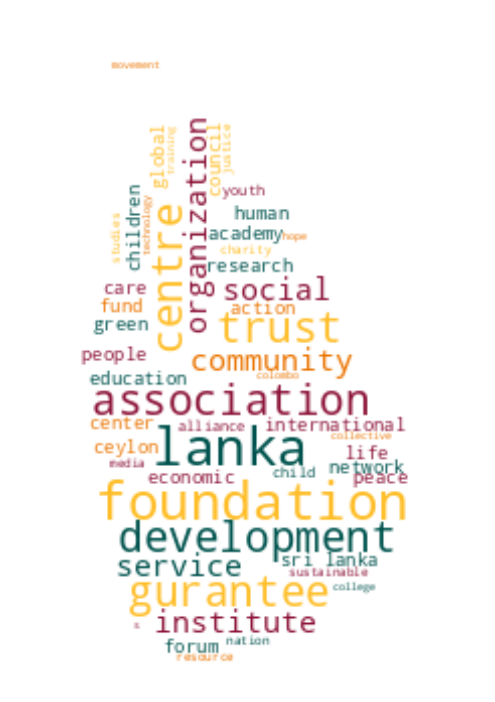 movement
global
training
centre
organization
council
justice
youth
children
technology
studies
human
academy
hope
charity
research
care
social
fund
action
green
trust
people
community
education
colombo
association
center
alliance
international
collective
ceylon
lanka
life
media
network
economic
child
peace
foundation
development
service
sri lanka
sustainable
gurantee
college
s
institute
forum
nation
resource